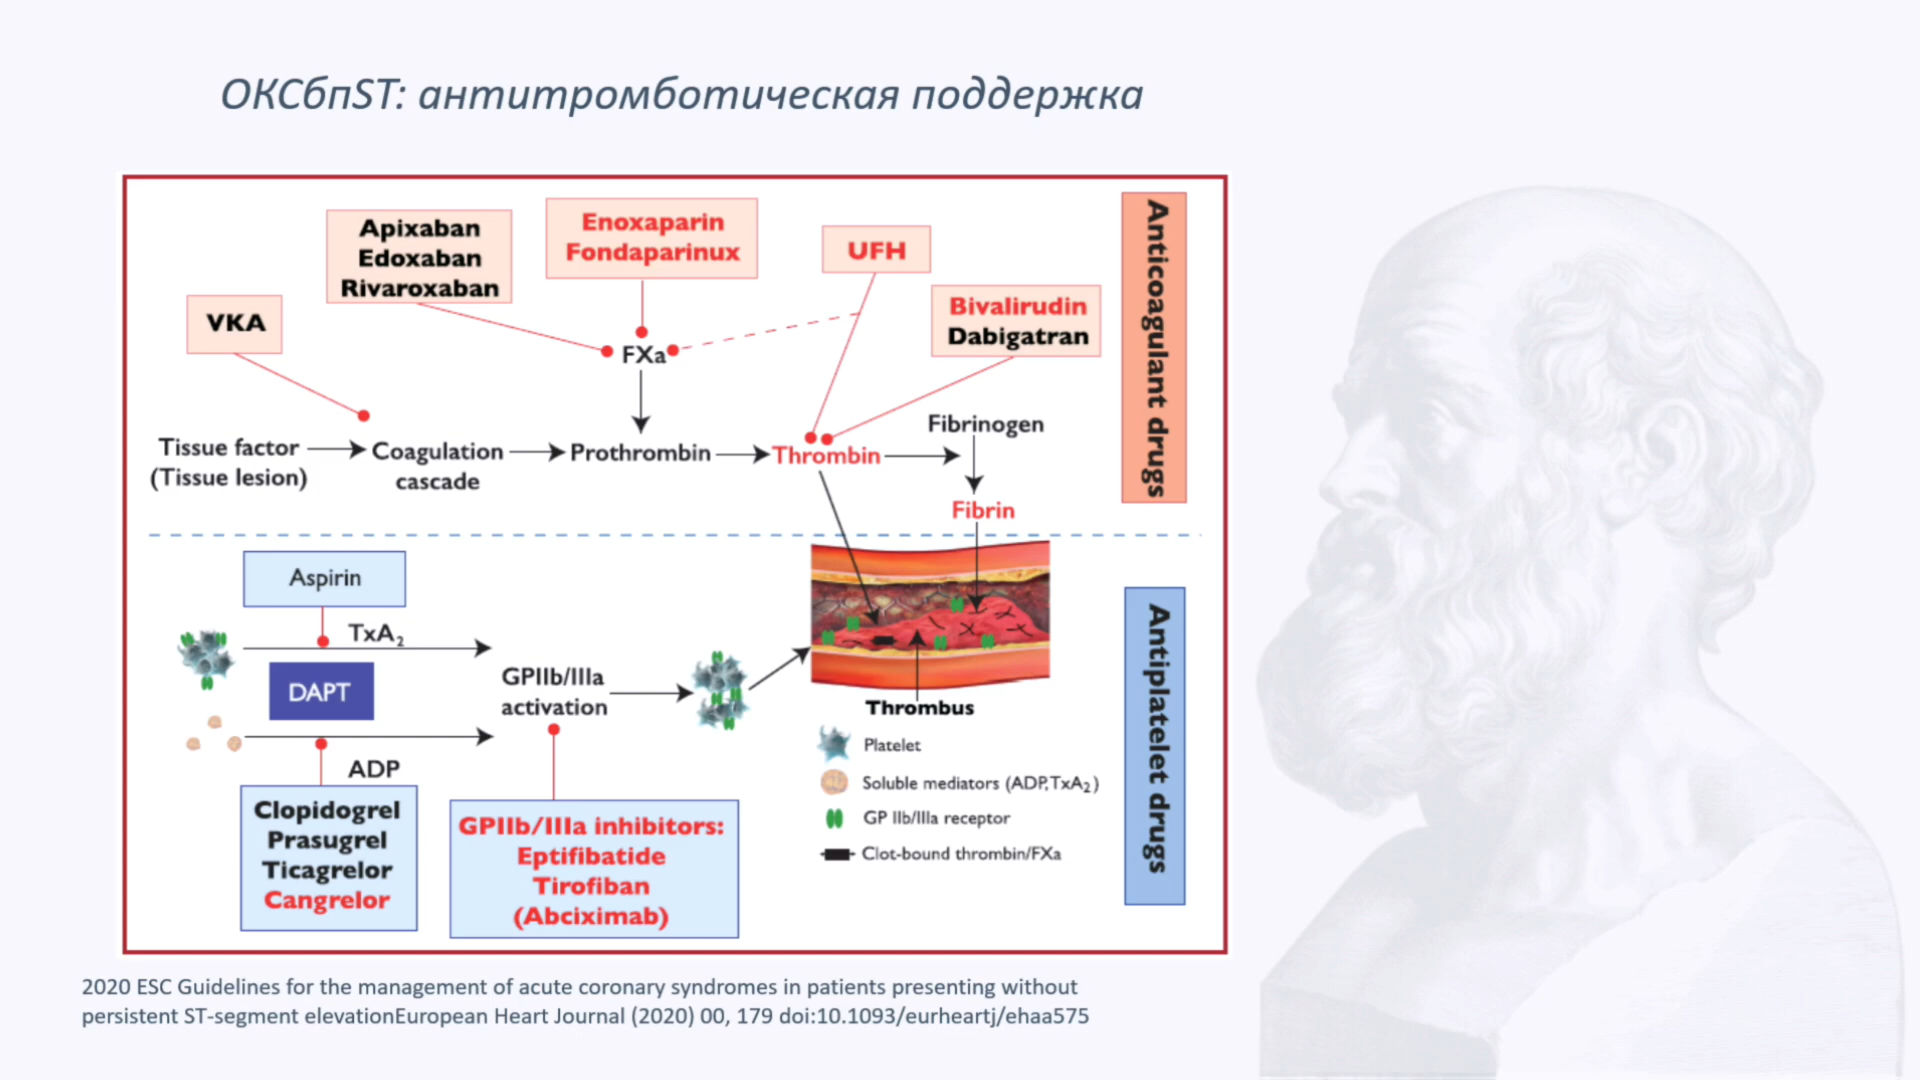 ОКСбпST: антитромботическая поддержка
Apixaban
Edoxaban
Rivaroxaban
Enoxaparin
Fondaparinux
UFH
Bivalirudin
Dabigatran
VKA
FXa
Tissue factor
(Tissue lesion)
Coagulation
cascade
Prothrombin
Thrombin
Fibrinogen
Fibrin
Anticoagulant drugs
Aspirin
TxA₂
DAPT
ADP
GPIIb/IIIa
activation
Clopidogrel
Prasugrel
Ticagrelor
Cangrelor
GPIIb/IIIa inhibitors:
Eptifibatide
Tirofiban
(Abciximab)
Thrombus
Platelet
Soluble mediators (ADP,TxA₂)
GP IIb/IIIa receptor
Clot-bound thrombin/FXa
Antiplatelet drugs
2020 ESC Guidelines for the management of acute coronary syndromes in patients presenting without
persistent ST-segment elevationEuropean Heart Journal (2020) 00, 179 doi:10.1093/eurheartj/ehaa575